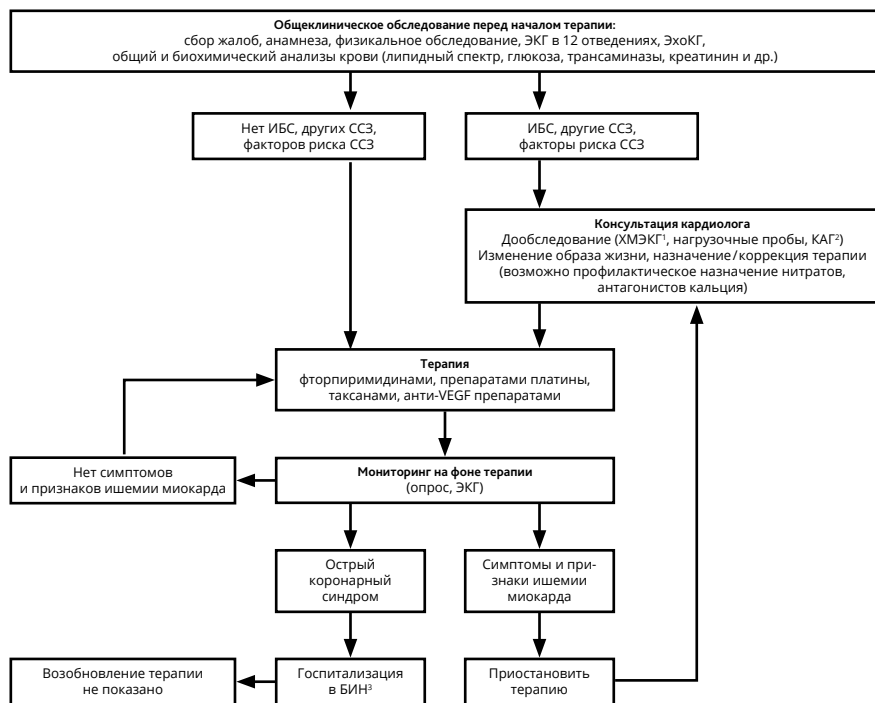 Общеклиническое обследование перед началом терапии:
сбор жалоб, анамнеза, физикальное обследование, ЭКГ в 12 отведениях, ЭхоКГ,
общий и биохимический анализы крови (липидный спектр, глюкоза, трансаминазы, креатинин и др.)
Нет ИБС, других ССЗ,
факторов риска ССЗ
ИБС, другие ССЗ,
факторы риска ССЗ
Консультация кардиолога
Дообследование (ХМЭКГ¹, нагрузочные пробы, КАГ²)
Изменение образа жизни, назначение/коррекция терапии
(возможно профилактическое назначение нитратов,
антагонистов кальция)
Терапия
фторпиримидинами, препаратами платины,
таксанами, анти-VEGF препаратами
Нет симптомов
и признаков ишемии миокарда
Мониторинг на фоне терапии
(опрос, ЭКГ)
Острый
коронарный
синдром
Симптомы и при-
знаки ишемии
миокарда
Возобновление терапии
не показано
Госпитализация
в БИН³
Приостановить
терапию